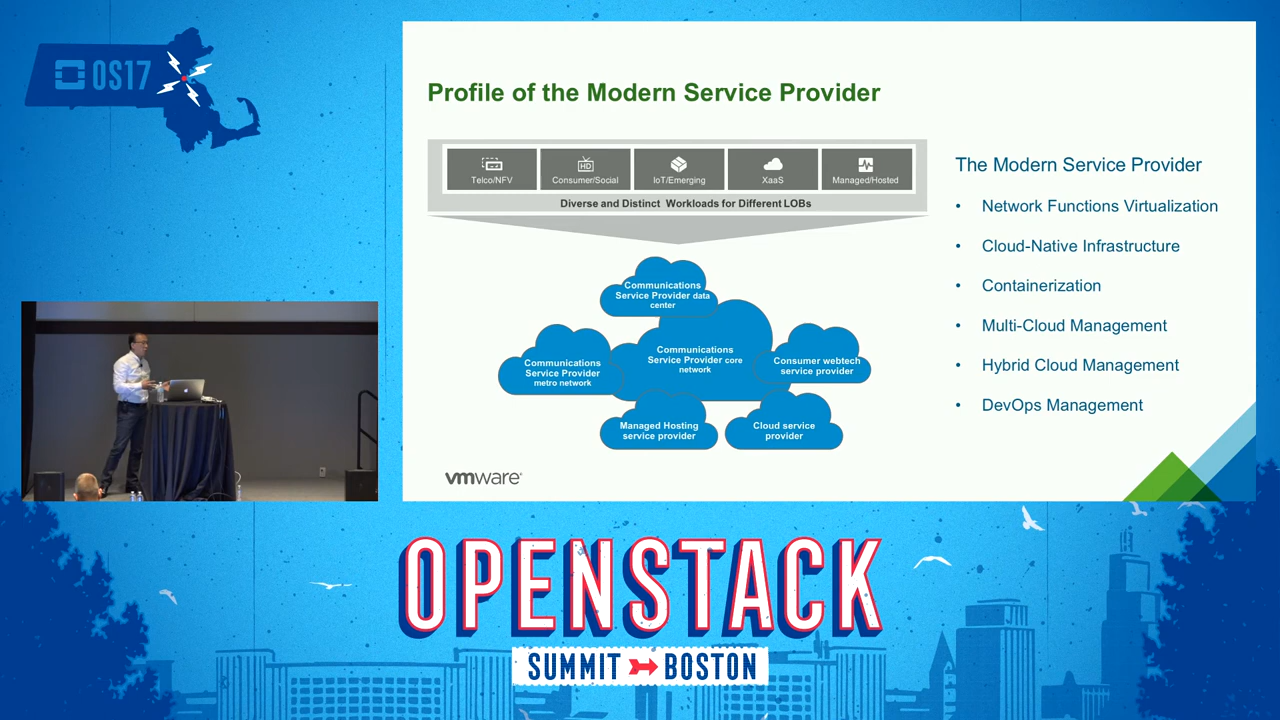 OS17
Profile of the Modern Service Provider
Telco/NFV
HD
Consumer/Social
IoT/Emerging
XaaS
Managed/Hosted
Diverse and Distinct Workloads for Different LOBs
Communications
Service Provider data
center
Communications
Service Provider
metro network
Communications
Service Provider core
network
Consumer webtech
service provider
Managed Hosting
service provider
Cloud service
provider
The Modern Service Provider
• Network Functions Virtualization
• Cloud-Native Infrastructure
• Containerization
• Multi-Cloud Management
• Hybrid Cloud Management
• DevOps Management
vmware®
OPENSTACK
SUMMIT BOSTON